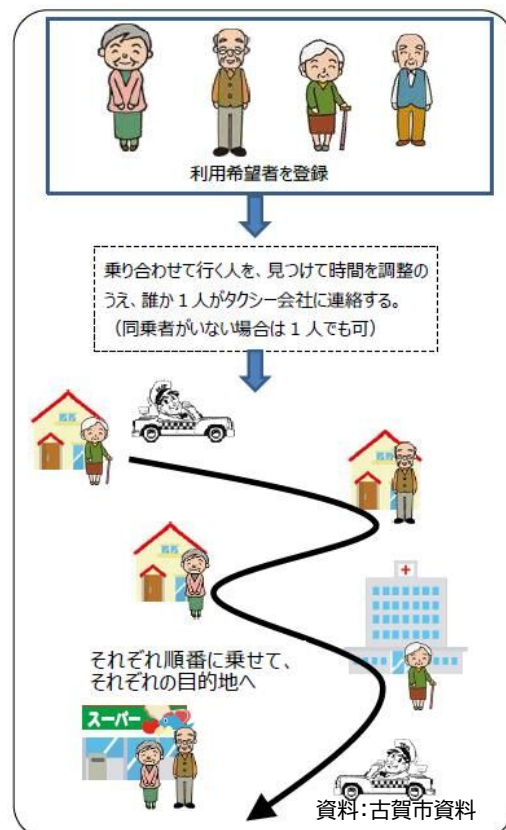 利用希望者を登録
乗り合わせて行く人を、見つけて時間を調整の
うえ、誰か1人がタクシー会社に連絡する。
（同乗者がいない場合は1人でも可）
それぞれ順番に乗せて、
それぞれの目的地へ
スーパー
資料：古賀市資料